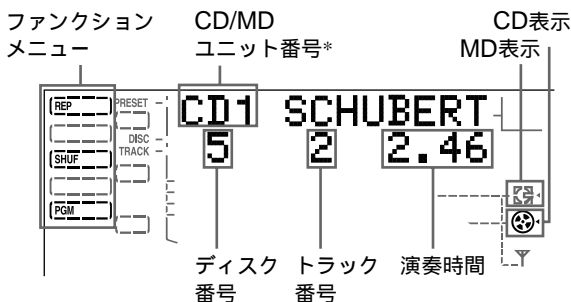 ファンクション
メニュー
CD/MD
ユニット番号*
CD表示
MD表示
REP
PRESET
CD1 SCHUBERT
DISC
5 2 2.46
SHUF
TRACK
PGM
ディスク
番号
トラック
番号
演奏時間